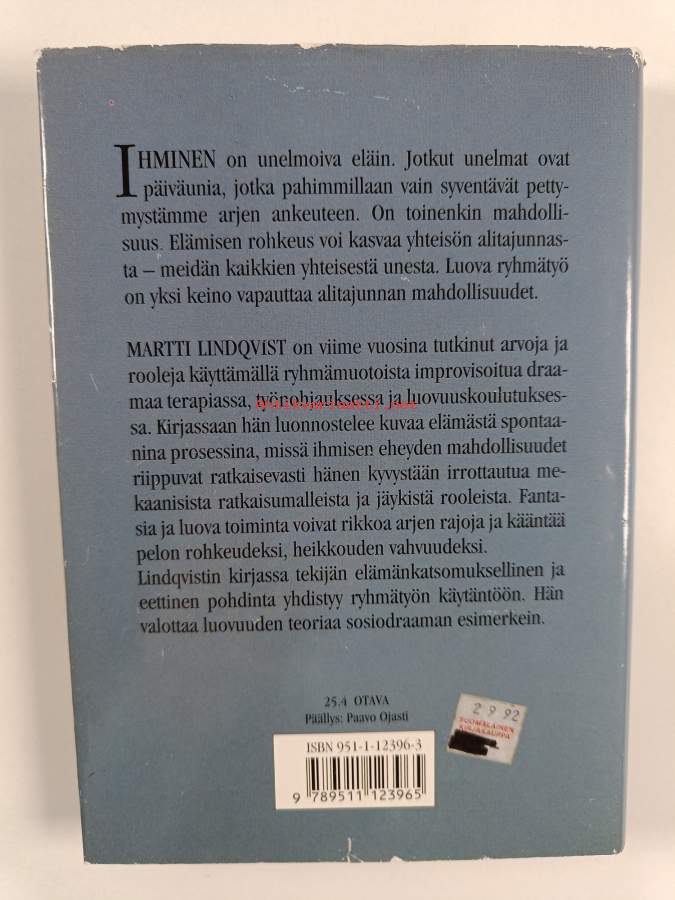 IHMINEN on unelmoiva eläin. Jotkut unelmat ovat
päiväunia, jotka pahimmillaan vain syventävät petty-
mystämme arjen ankeuteen. On toinenkin mahdolli-
suus. Elämisen rohkeus voi kasvaa yhteisön alitajunnas-
ta – meidän kaikkien yhteisestä unesta. Luova ryhmätyö
on yksi keino vapauttaa alitajunnan mahdollisuudet.
MARTTI LINDQVIST on viime vuosina tutkinut arvoja ja
rooleja käyttämällä ryhmämuotoista improvisoitua draa-
maa terapiassa, työnohjauksessa ja luovuuskoulutukses-
sa. Kirjassaan hän luonnostelee kuvaa elämästä spontaa-
nina prosessina, missä ihmisen eheyden mahdollisuudet
riippuvat ratkaisevasti hänen kyvystään irrottautua me-
kaanisista ratkaisumalleista ja jäykistä rooleista. Fanta-
sia ja luova toiminta voivat rikkoa arjen rajoja ja kääntää
pelon rohkeudeksi, heikkouden vahvuudeksi.
Lindqvistin kirjassa tekijän elämänkatsomuksellinen ja
eettinen pohdinta yhdistyy ryhmätyön käytäntöön. Hän
valottaa luovuuden teoriaa sosiodraaman esimerkein.
25.4 OTAVA
Päällys: Paavo Ojasti
2 9 92
SUOMALAINEN
KIRJAKAUPPA
ISBN 951-1-12396-3
9 789511 123965